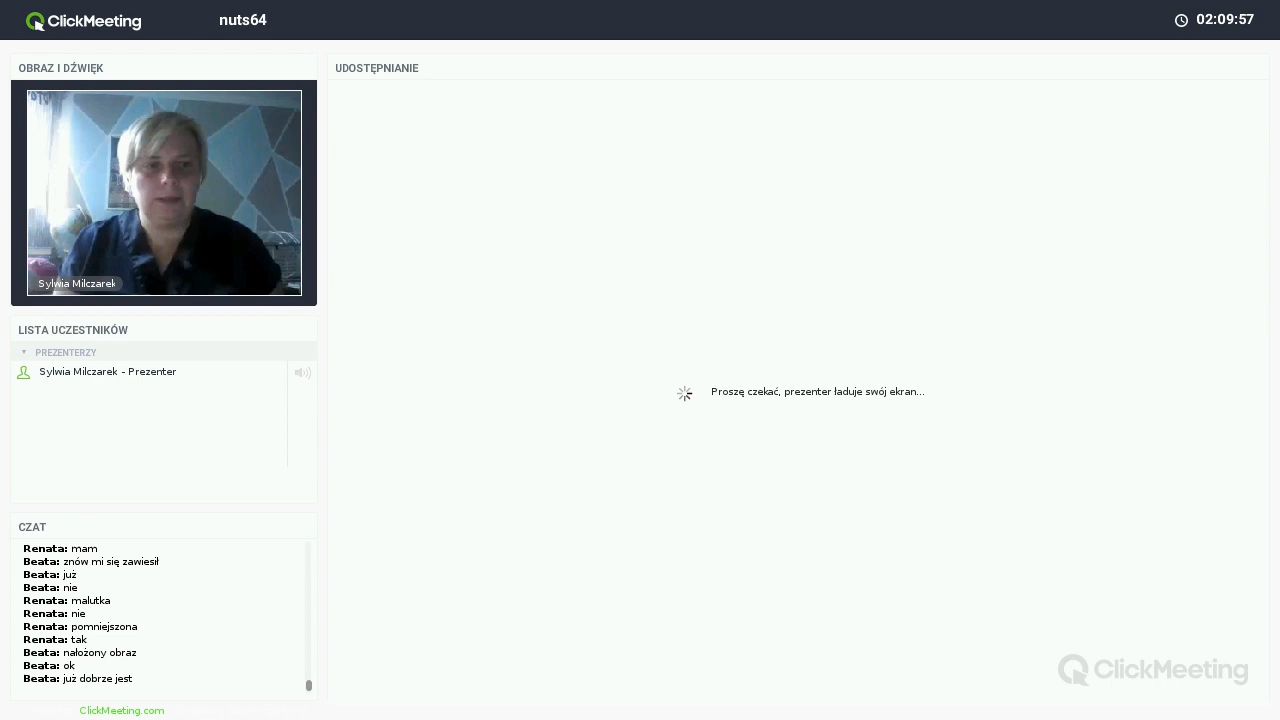 ClickMeeting
nuts64
02:09:57
OBRAZ I DŹWIĘK
Sylwia Milczarek
LISTA UCZESTNIKÓW
PREZENTERZY
Sylwia Milczarek - Prezenter
CZAT
Renata: mam
Beata: znów mi się zawiesił
Beata: już
Beata: nie
Renata: malutka
Renata: nie
Renata: pomniejszona
Renata: tak
Beata: nałożony obraz
Beata: ok
Beata: już dobrze jest
ClickMeeting.com
UDOSTĘPNIANIE
Proszę czekać, prezenter ładuje swój ekran...
ClickMeeting